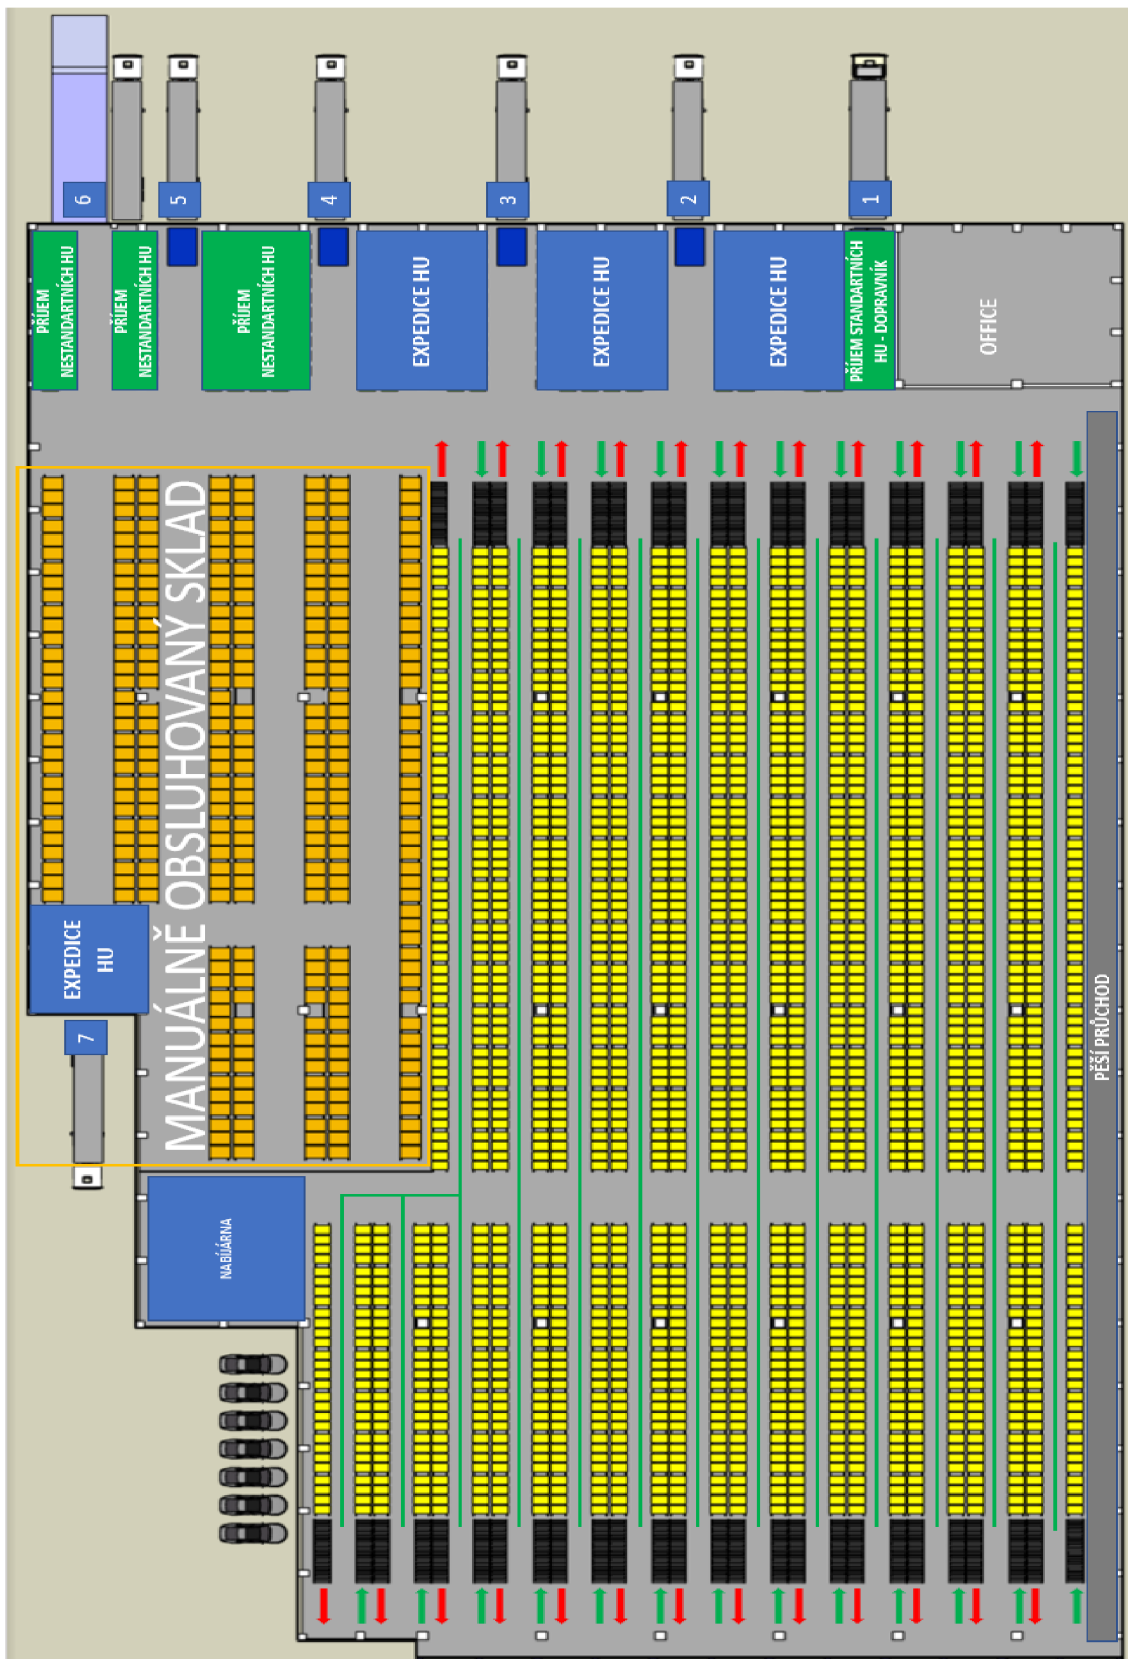 6
5
4
3
2
1
PŘÍJEM
NESTANDARTNÍCH HU
PŘÍJEM
NESTANDARTNÍCH HU
PŘÍJEM
NESTANDARTNÍCH HU
EXPEDICE HU
EXPEDICE HU
EXPEDICE HU
PŘÍJEM STANDARTNÍCH
HU - DOPRAVNÍK
OFFICE
MANUÁLNĚ OBSLUHOVANÝ SKLAD
EXPEDICE
HU
7
NABÍJÁRNA
PĚŠÍ PRŮCHOD